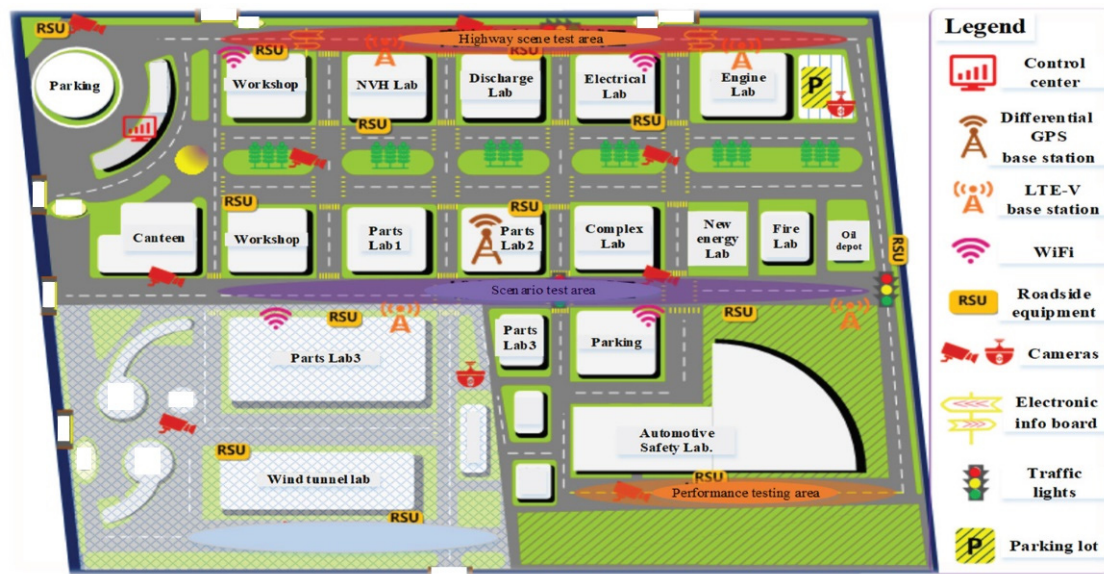 RSU
Highway scene test area
RSU
RSU
Parking
Workshop
NVH Lab
Discharge
Lab
Electrical
Lab
Engine
Lab
P
RSU
RSU
RSU
RSU
Canteen
Workshop
Parts
Lab1
Parts
Lab2
Complex
Lab
New
energy
Lab
Fire
Lab
Oil
depot
RSU
Scenario test area
RSU
RSU
Parts Lab3
Parts
Lab3
Parking
Automotive
Safety Lab.
RSU
Wind tunnel lab
RSU
Performance testing area
RSU
Legend
Control
center
Differential
GPS
base station
LTE-V
base station
WiFi
RSU
Roadside
equipment
Cameras
Electronic
info board
Traffic
lights
P
Parking lot